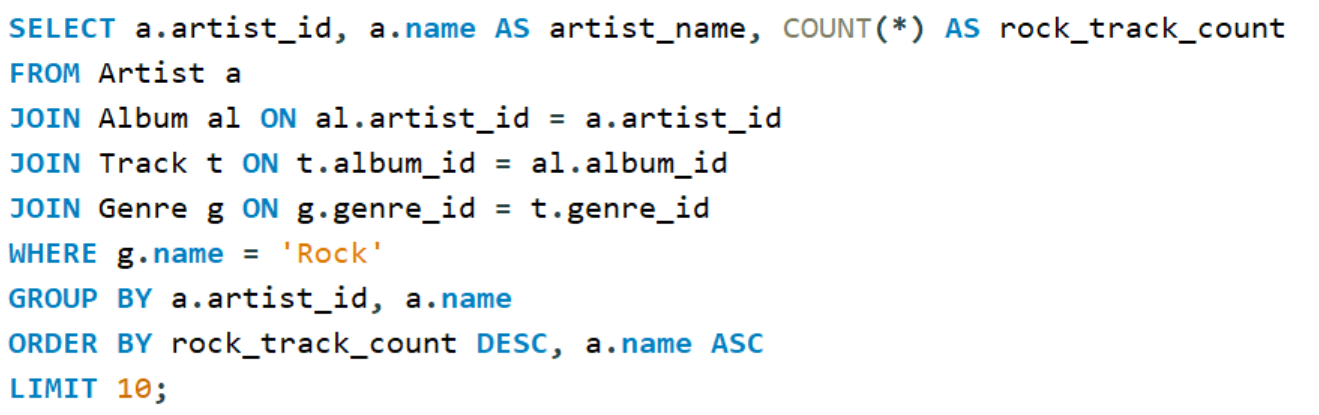 SELECT a.artist_id, a.name AS artist_name, COUNT(*) AS rock_track_count
FROM Artist a
JOIN Album al ON al.artist_id = a.artist_id
JOIN Track t ON t.album_id = al.album_id
JOIN Genre g ON g.genre_id = t.genre_id
WHERE g.name = 'Rock'
GROUP BY a.artist_id, a.name
ORDER BY rock_track_count DESC, a.name ASC
LIMIT 10;